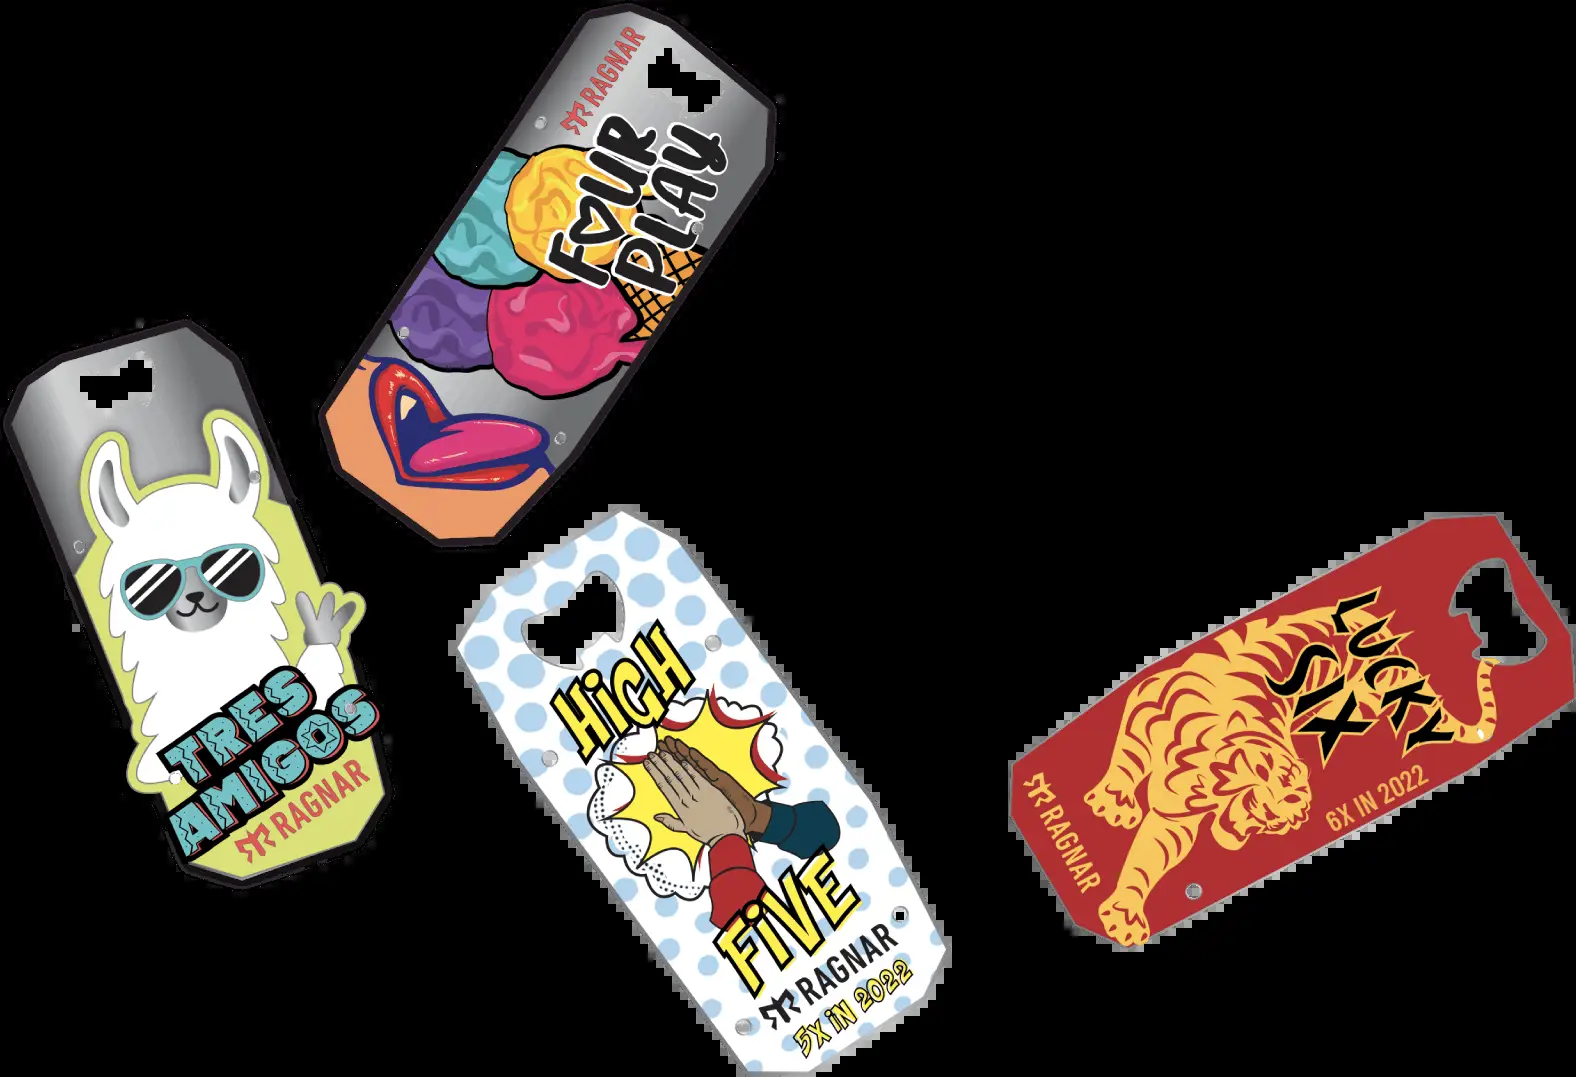 RAGNAR
FOUR
PLAY
TRES
AMIGOS
RAGNAR
HiGH
FiVE
RAGNAR
5X iN 2022
LUCKY
SIX
6X IN 2022
RAGNAR